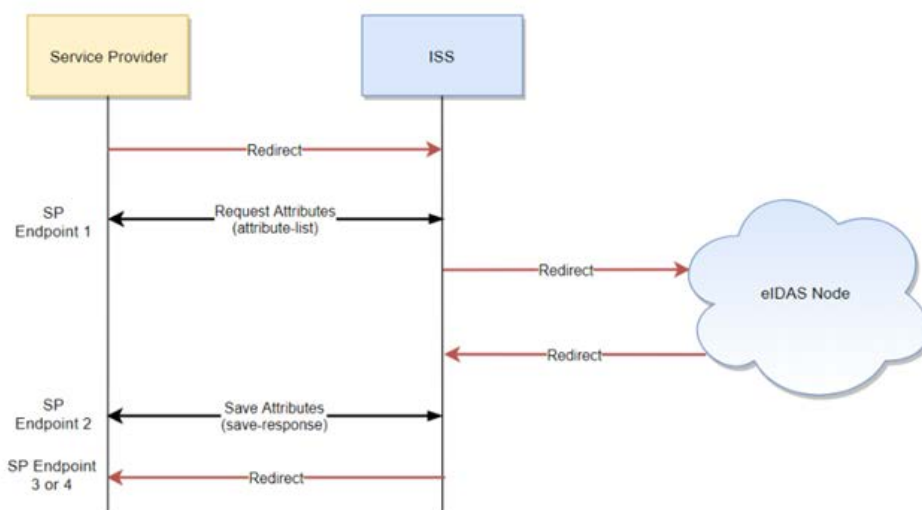 Service Provider
ISS
Redirect
SP
Endpoint 1
Request Attributes
(attribute-list)
Redirect
eIDAS Node
Redirect
SP
Endpoint 2
Save Attributes
(save-response)
SP Endpoint
3 or 4
Redirect